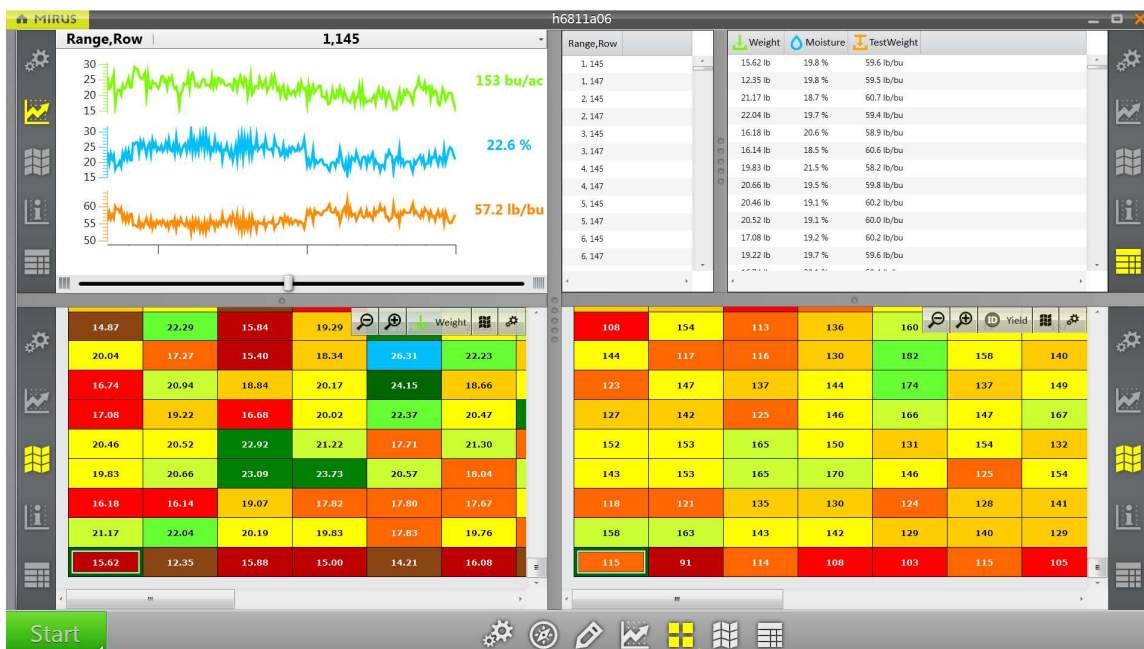 MIRUS
h6811a06
Range,Row 1,145
30
25
20
15
153 bu/ac
30
25
20
15
22.6 %
60
55
50
57.2 lb/bu
Range,Row
1, 145
1, 147
2, 145
2, 147
3, 145
3, 147
4, 145
4, 147
5, 145
5, 147
6, 145
6, 147
Weight Moisture TestWeight
15.62 lb 19.8 % 59.6 lb/bu
12.35 lb 19.8 % 59.5 lb/bu
21.17 lb 18.7 % 60.7 lb/bu
22.04 lb 19.7 % 59.4 lb/bu
16.18 lb 20.6 % 58.9 lb/bu
16.14 lb 18.5 % 60.6 lb/bu
19.83 lb 21.5 % 58.2 lb/bu
20.66 lb 19.5 % 59.8 lb/bu
20.46 lb 19.1 % 60.2 lb/bu
20.52 lb 19.1 % 60.0 lb/bu
17.08 lb 19.2 % 60.2 lb/bu
19.22 lb 19.7 % 59.6 lb/bu
14.87 22.29 15.84 19.29 Weight
20.04 17.27 15.40 18.34 26.31 22.23
16.74 20.94 18.84 20.17 24.15 18.66
17.08 19.22 16.68 20.02 22.37 20.47
20.46 20.52 22.92 21.22 17.71 21.30
19.83 20.66 23.09 23.73 20.57 18.04
16.18 16.14 19.07 17.82 17.80 17.67
21.17 22.04 20.19 19.83 17.83 19.76
15.62 12.35 15.88 15.00 14.21 16.08
108 154 113 136 160 ID Yield
144 117 116 130 182 158 140
123 147 137 144 174 137 149
127 142 125 146 166 147 167
152 153 165 150 131 154 132
143 153 165 170 146 125 154
118 121 135 130 124 128 141
158 163 143 142 129 140 129
115 91 114 108 103 115 105
Start